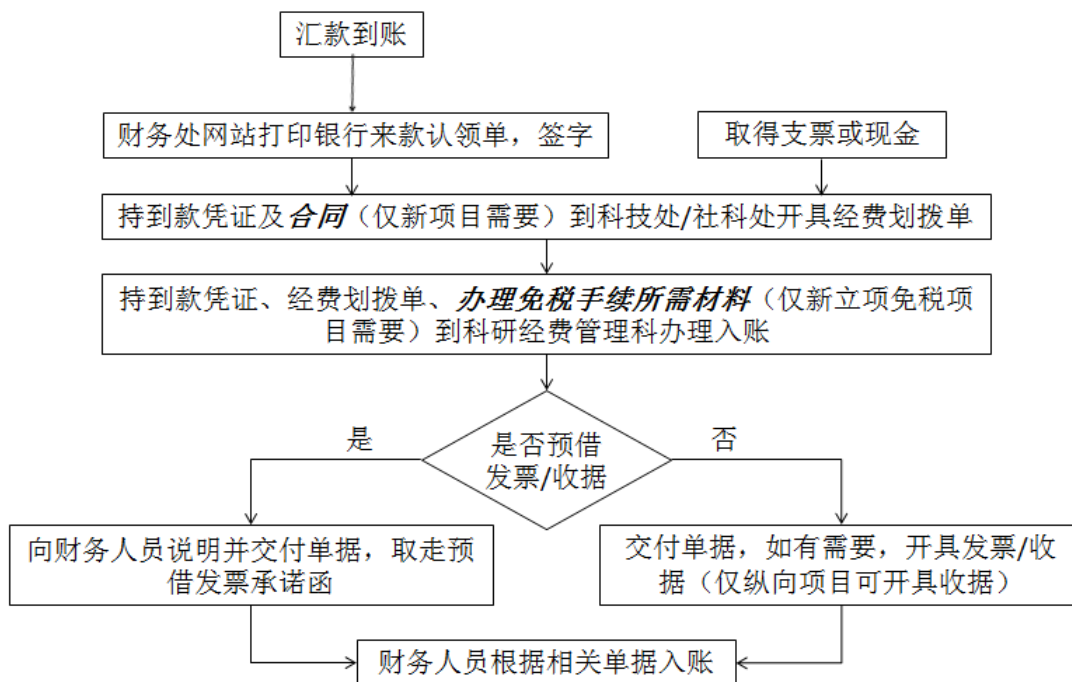 汇款到账
财务处网站打印银行来款认领单，签字
取得支票或现金
持到款凭证及合同（仅新项目需要）到科技处/社科处开具经费划拨单
持到款凭证、经费划拨单、办理免税手续所需材料（仅新立项免税项
目需要）到科研经费管理科办理入账
是否预借
发票/收据
是
否
向财务人员说明并交付单据，取走预
借发票承诺函
交付单据，如有需要，开具发票/收
据（仅纵向项目可开具收据）
财务人员根据相关单据入账